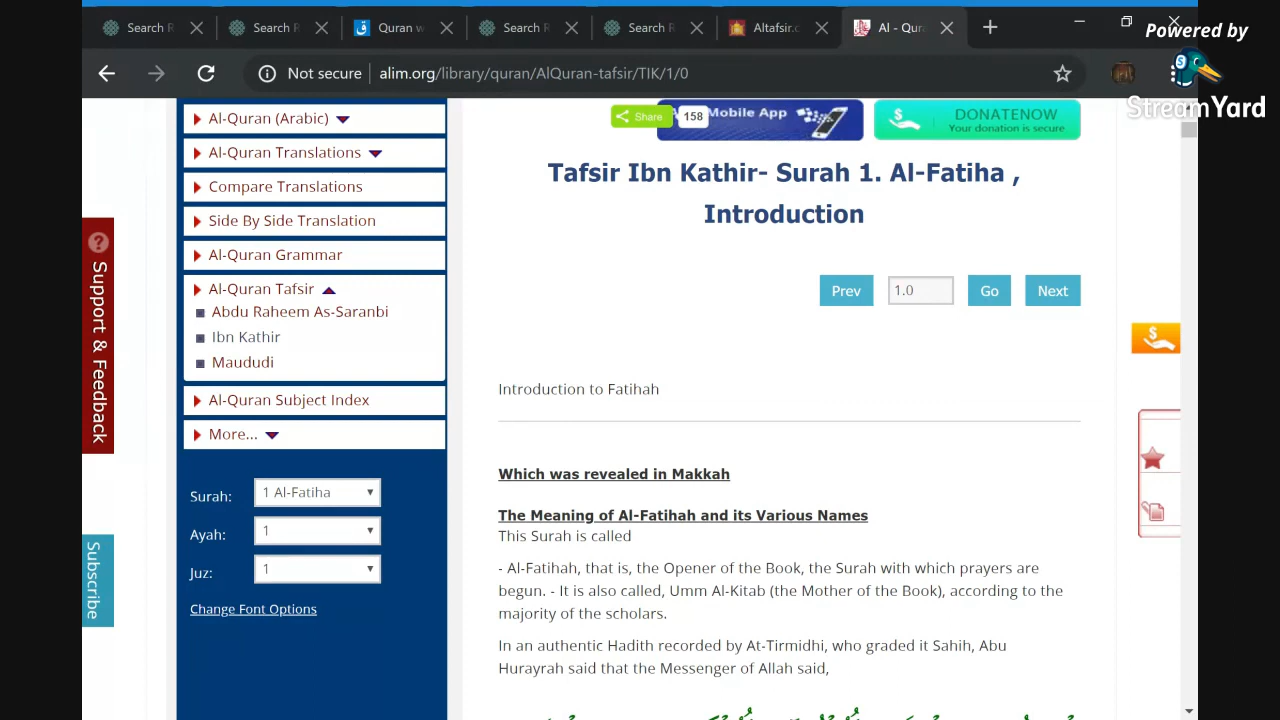 Search R
Search R
Quran w
Search R
Search R
Altafsir.c
Al - Qura
Powered by
StreamYard
Not secure
alim.org/library/quran/AlQuran-tafsir/TIK/1/0
Al-Quran (Arabic)
Al-Quran Translations
Compare Translations
Side By Side Translation
Al-Quran Grammar
Al-Quran Tafsir
Abdu Raheem As-Saranbi
Ibn Kathir
Maududi
Al-Quran Subject Index
More...
Surah:
1 Al-Fatiha
Ayah:
1
Juz:
1
Change Font Options
Support & Feedback
Subscribe
Share
158
Mobile App
DONATENOW
Your donation is secure
Tafsir Ibn Kathir- Surah 1. Al-Fatiha ,
Introduction
Prev
1.0
Go
Next
Introduction to Fatihah
Which was revealed in Makkah
The Meaning of Al-Fatihah and its Various Names
This Surah is called
- Al-Fatihah, that is, the Opener of the Book, the Surah with which prayers are
begun. - It is also called, Umm Al-Kitab (the Mother of the Book), according to the
majority of the scholars.
In an authentic Hadith recorded by At-Tirmidhi, who graded it Sahih, Abu
Hurayrah said that the Messenger of Allah said,